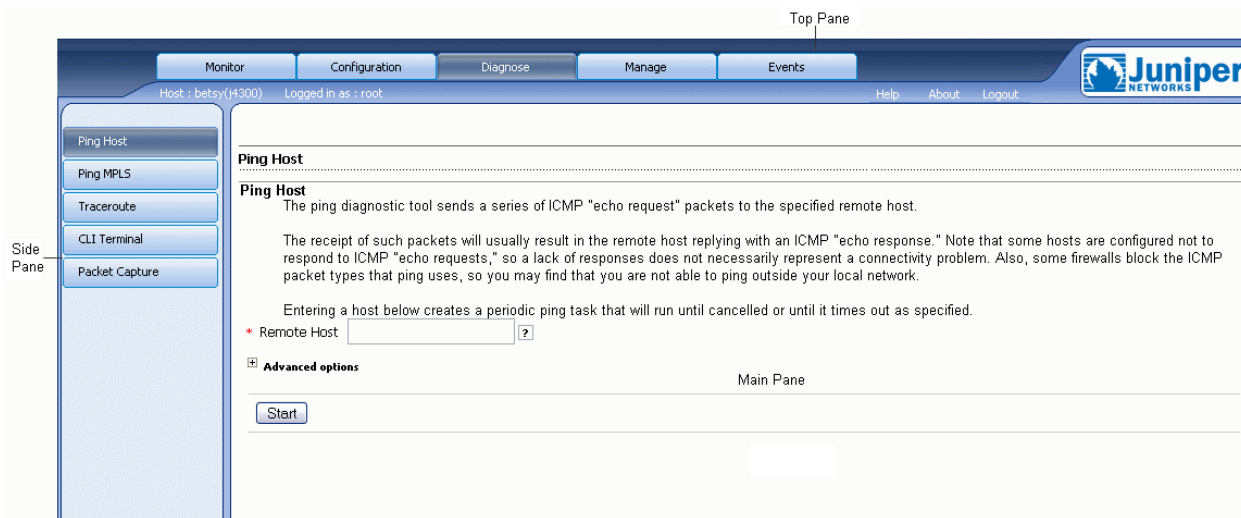 Top Pane
Monitor
Configuration
Diagnose
Manage
Events
Juniper
NETWORKS
Host : betsy(j4300)
Logged in as : root
Help
About
Logout
Ping Host
Ping MPLS
Traceroute
CLI Terminal
Packet Capture
Side
Pane
Ping Host
Ping Host
The ping diagnostic tool sends a series of ICMP "echo request" packets to the specified remote host.
The receipt of such packets will usually result in the remote host replying with an ICMP "echo response." Note that some hosts are configured not to
respond to ICMP "echo requests," so a lack of responses does not necessarily represent a connectivity problem. Also, some firewalls block the ICMP
packet types that ping uses, so you may find that you are not able to ping outside your local network.
Entering a host below creates a periodic ping task that will run until cancelled or until it times out as specified.
* Remote Host ?
+ Advanced options
Main Pane
Start